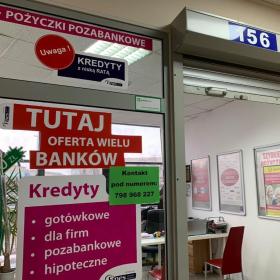 POŻYCZKI POZABANKOWE
Uwaga !
KREDYTY
z niską RATĄ
156
TUTAJ
OFERTA WIELU
BANKÓW
Kontakt
pod numerem:
798 968 227
Kredyty
• gotówkowe
• dla firm
• pozabankowe
• hipoteczne